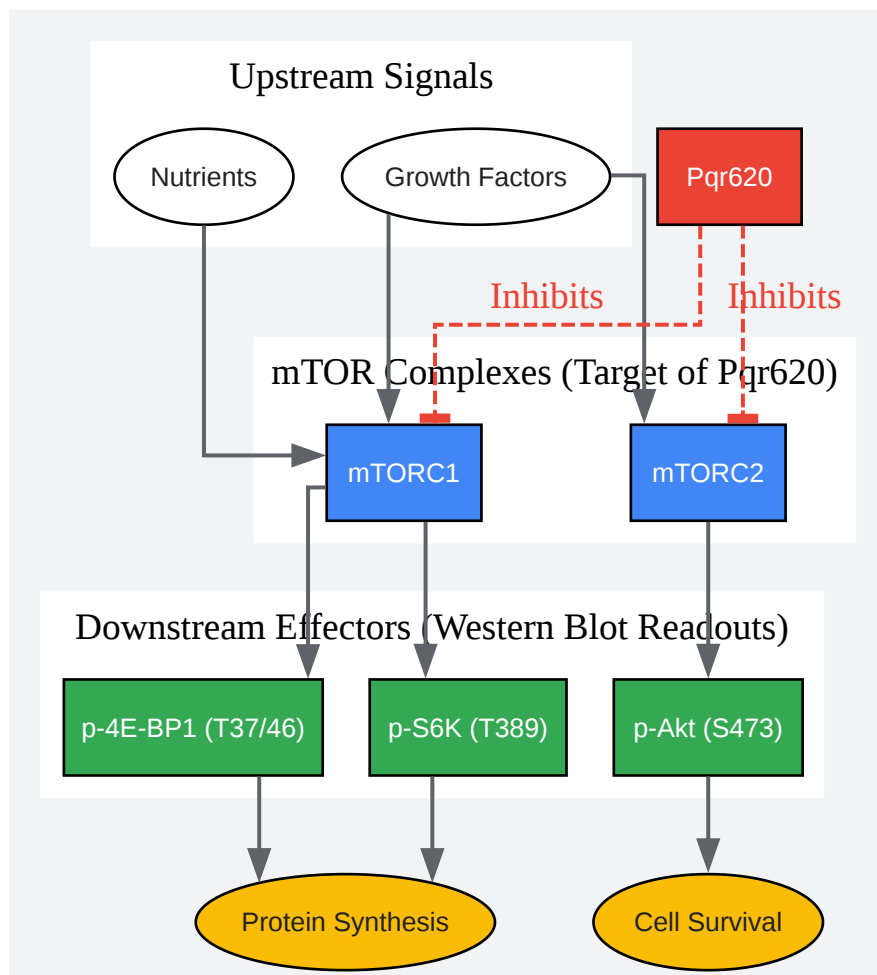 Upstream Signals
Nutrients
Growth Factors
Pqr620
Inhibits
Inhibits
mTOR Complexes (Target of Pqr620)
mTORC1
mTORC2
Downstream Effectors (Western Blot Readouts)
p-4E-BP1 (T37/46)
p-S6K (T389)
p-Akt (S473)
Protein Synthesis
Cell Survival